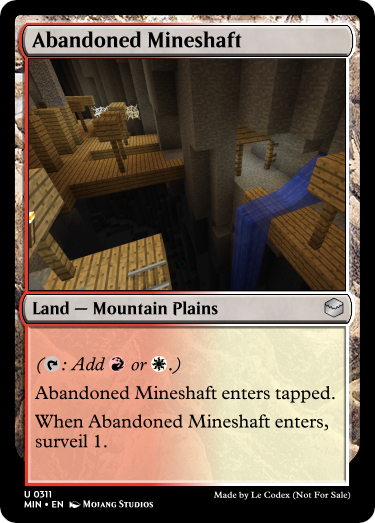 Abandoned Mineshaft
Land — Mountain Plains
(: Add or .)
Abandoned Mineshaft enters tapped.
When Abandoned Mineshaft enters,
surveil 1.
U 0311
MIN • EN Mojang Studios
Made by Le Codex (Not For Sale)